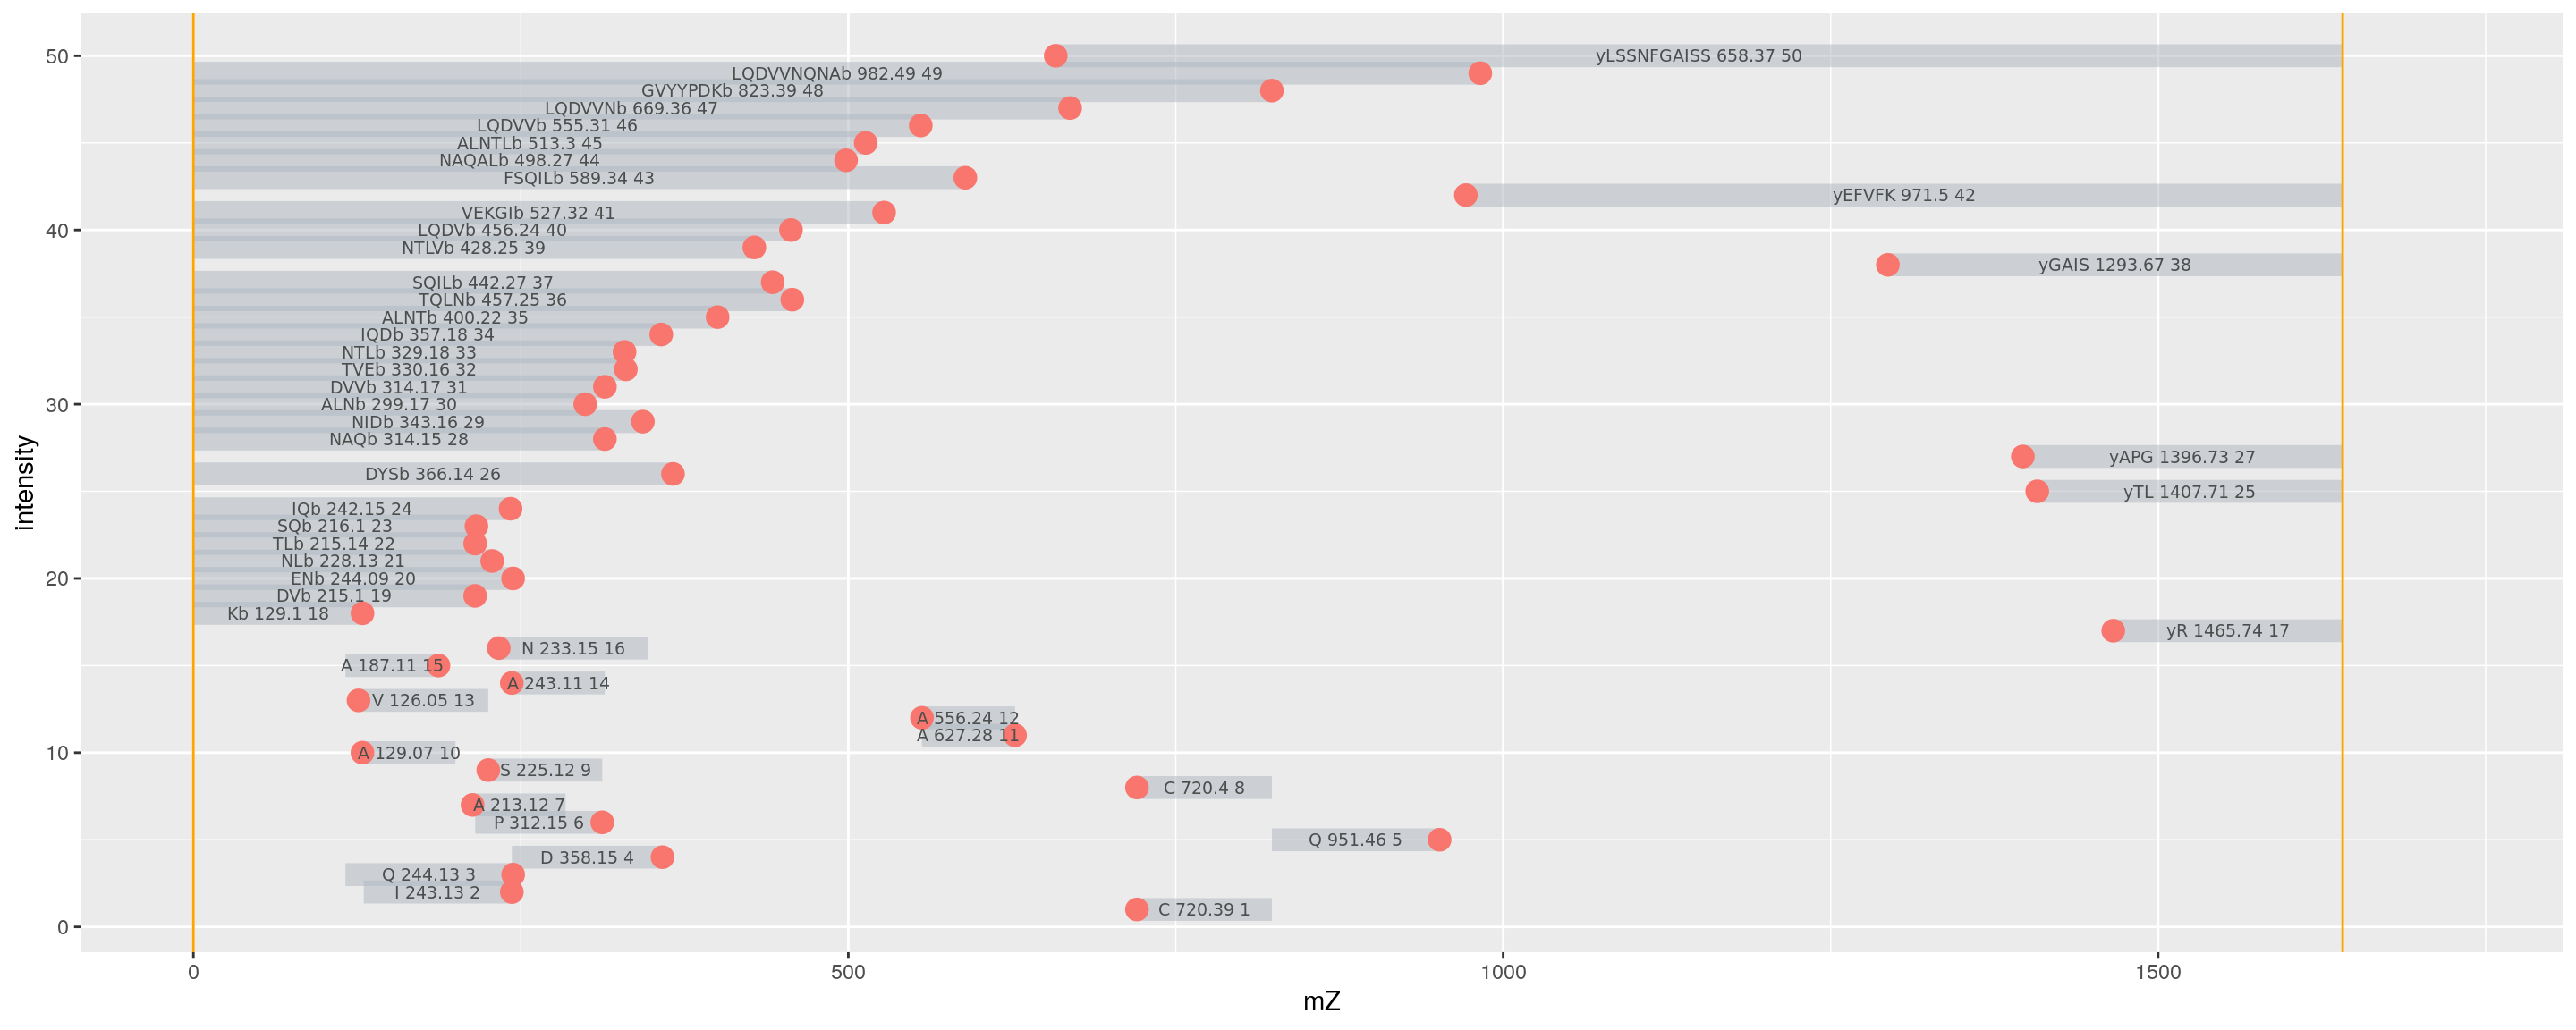 50
yLSSNFGAISS 658.37 50
LQDVVNQNAb 982.49 49
GVYYPDKb 823.39 48
LQDVVNb 669.36 47
LQDVVb 555.31 46
ALNTLb 513.3 45
NAQALb 498.27 44
FSQILb 589.34 43
yEFVFK 971.5 42
VEKGIb 527.32 41
40
LQDVb 456.24 40
NTLVb 428.25 39
yGAIS 1293.67 38
SQILb 442.27 37
TQLNb 457.25 36
ALNTb 400.22 35
IQDb 357.18 34
NTLb 329.18 33
TVEb 330.16 32
DVVb 314.17 31
30
ALNb 299.17 30
NIDb 343.16 29
NAQb 314.15 28
yAPG 1396.73 27
DYSb 366.14 26
yTL 1407.71 25
IQb 242.15 24
SQb 216.1 23
TLb 215.14 22
NLb 228.13 21
20
ENb 244.09 20
DVb 215.1 19
Kb 129.1 18
yR 1465.74 17
N 233.15 16
A 187.11 15
A 243.11 14
V 126.05 13
A 556.24 12
A 627.28 11
10
A 129.07 10
S 225.12 9
C 720.4 8
A 213.12 7
P 312.15 6
Q 951.46 5
D 358.15 4
Q 244.13 3
I 243.13 2
C 720.39 1
0
intensity
0 500 1000 1500
mZ